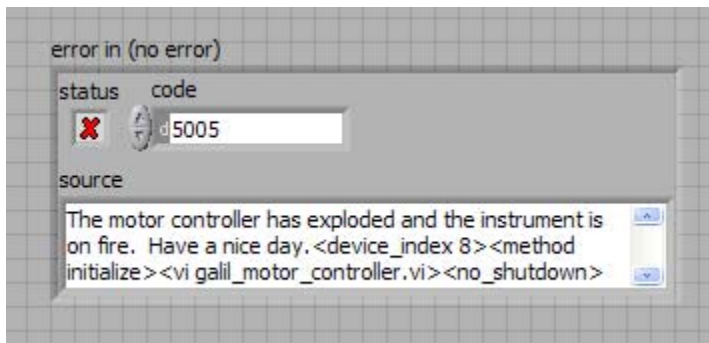 error in (no error)
status code
d 5005
source
The motor controller has exploded and the instrument is
on fire.  Have a nice day.<device_index 8><method
initialize><vi galil_motor_controller.vi><no_shutdown>